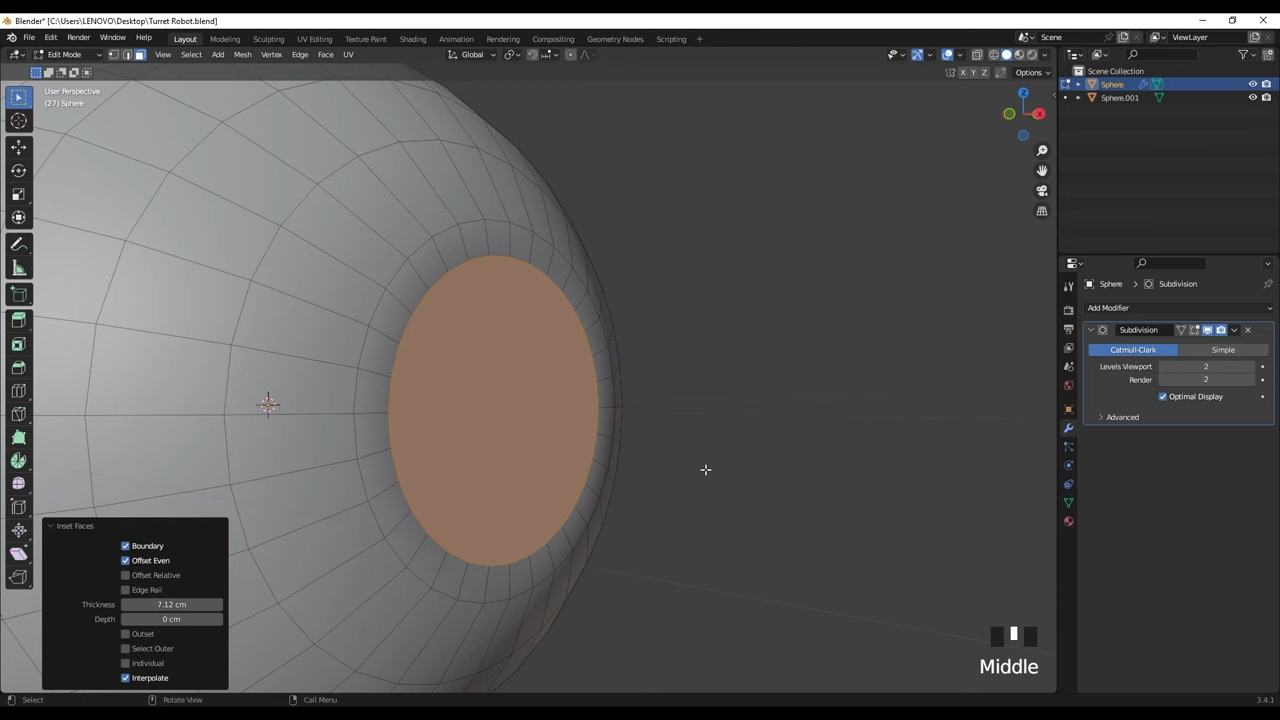 Blender* [C:\Users\LENOVO\Desktop\Turret Robot.blend]
File Edit Render Window Help Layout Modeling Sculpting UV Editing Texture Paint Shading Animation Rendering Compositing Geometry Nodes Scripting Scene ViewLayer
Edit Mode View Select Add Mesh Vertex Edge Face UV Global
X Y Z Options
Scene Collection
Sphere
Sphere.001
User Perspective
(27) Sphere
Z
X
Sphere Subdivision
Add Modifier
Subdivision
Catmull-Clark Simple
Levels Viewport 2
Render 2
Optimal Display
Advanced
Inset Faces
Boundary
Offset Even
Offset Relative
Edge Rail
Thickness 7.12 cm
Depth 0 cm
Outset
Select Outer
Individual
Interpolate
Middle
Select Rotate View Call Menu 3.4.1